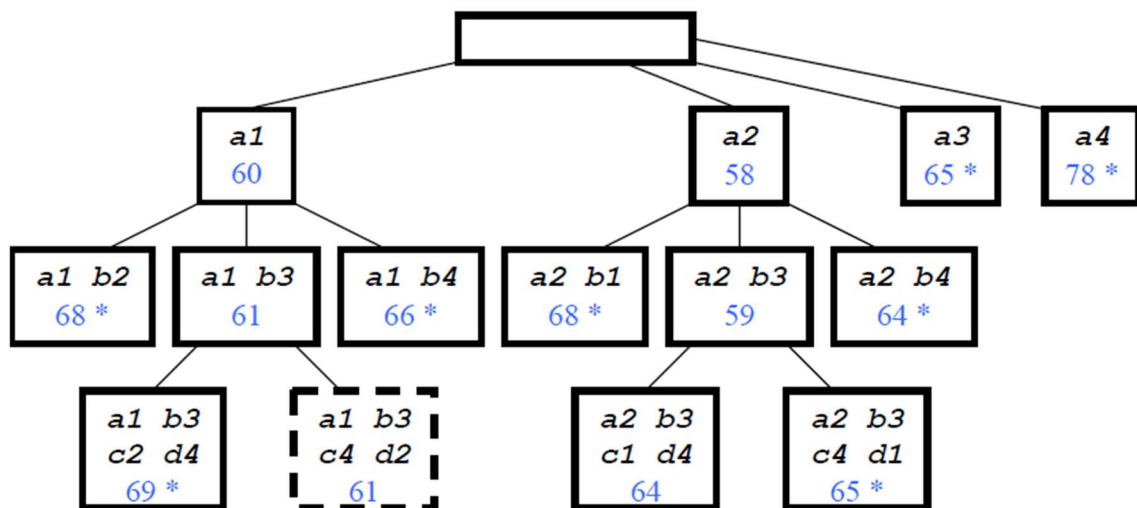 a1
60
a2
58
a3
65 *
a4
78 *
a1 b2
68 *
a1 b3
61
a1 b4
66 *
a2 b1
68 *
a2 b3
59
a2 b4
64 *
a1 b3
c2 d4
69 *
a1 b3
c4 d2
61
a2 b3
c1 d4
64
a2 b3
c4 d1
65 *